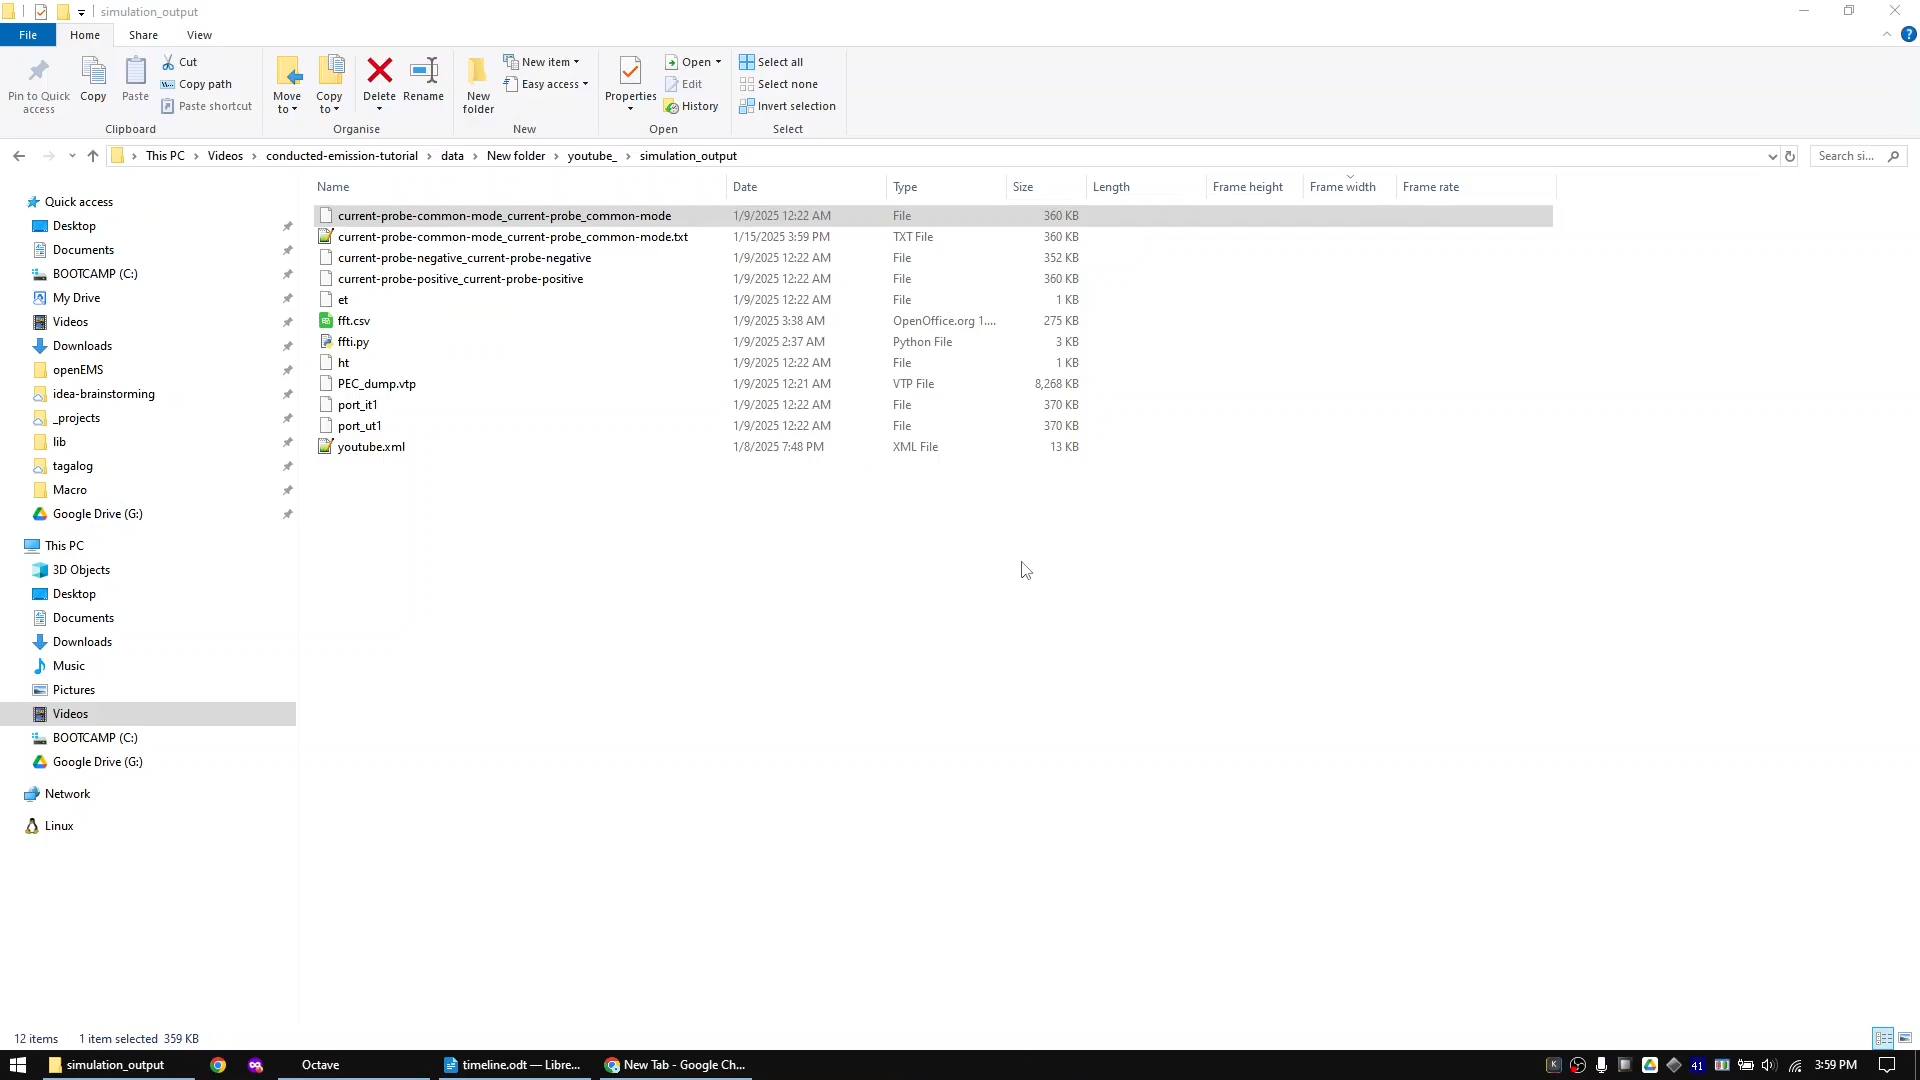 simulation_output
File Home Share View
Pin to Quick access
Copy
Paste
Cut
Copy path
Paste shortcut
Clipboard
Move to
Copy to
Delete
Rename
Organise
New folder
New item
Easy access
New
Properties
Open
Edit
History
Open
Select all
Select none
Invert selection
Select
This PC › Videos › conducted-emission-tutorial › data › New folder › youtube_ › simulation_output
Search si...
Name Date Type Size Length Frame height Frame width Frame rate
current-probe-common-mode_current-probe_common-mode 1/9/2025 12:22 AM File 360 KB
current-probe-common-mode_current-probe_common-mode.txt 1/15/2025 3:59 PM TXT File 360 KB
current-probe-negative_current-probe-negative 1/9/2025 12:22 AM File 352 KB
current-probe-positive_current-probe-positive 1/9/2025 12:22 AM File 360 KB
et 1/9/2025 12:22 AM File 1 KB
fft.csv 1/9/2025 3:38 AM OpenOffice.org 1.... 275 KB
ffti.py 1/9/2025 2:37 AM Python File 3 KB
ht 1/9/2025 12:22 AM File 1 KB
PEC_dump.vtp 1/9/2025 12:21 AM VTP File 8,268 KB
port_it1 1/9/2025 12:22 AM File 370 KB
port_ut1 1/9/2025 12:22 AM File 370 KB
youtube.xml 1/8/2025 7:48 PM XML File 13 KB
Quick access
Desktop
Documents
BOOTCAMP (C:)
My Drive
Videos
Downloads
openEMS
idea-brainstorming
_projects
lib
tagalog
Macro
Google Drive (G:)
This PC
3D Objects
Desktop
Documents
Downloads
Music
Pictures
Videos
BOOTCAMP (C:)
Google Drive (G:)
Network
Linux
12 items 1 item selected 359 KB
simulation_output
Octave
timeline.odt — Libre...
New Tab - Google Ch...
K
41
3:59 PM